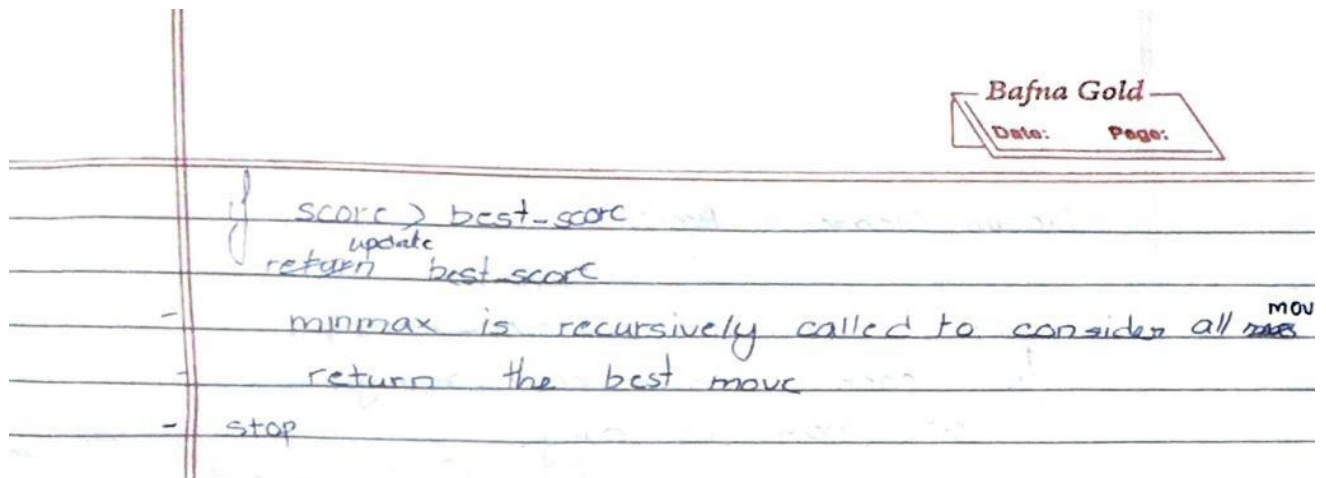 Bafna Gold
Date: Page:
if score > best_score
update
return best_score
- minmax is recursively called to consider all mov
- return the best move
- stop